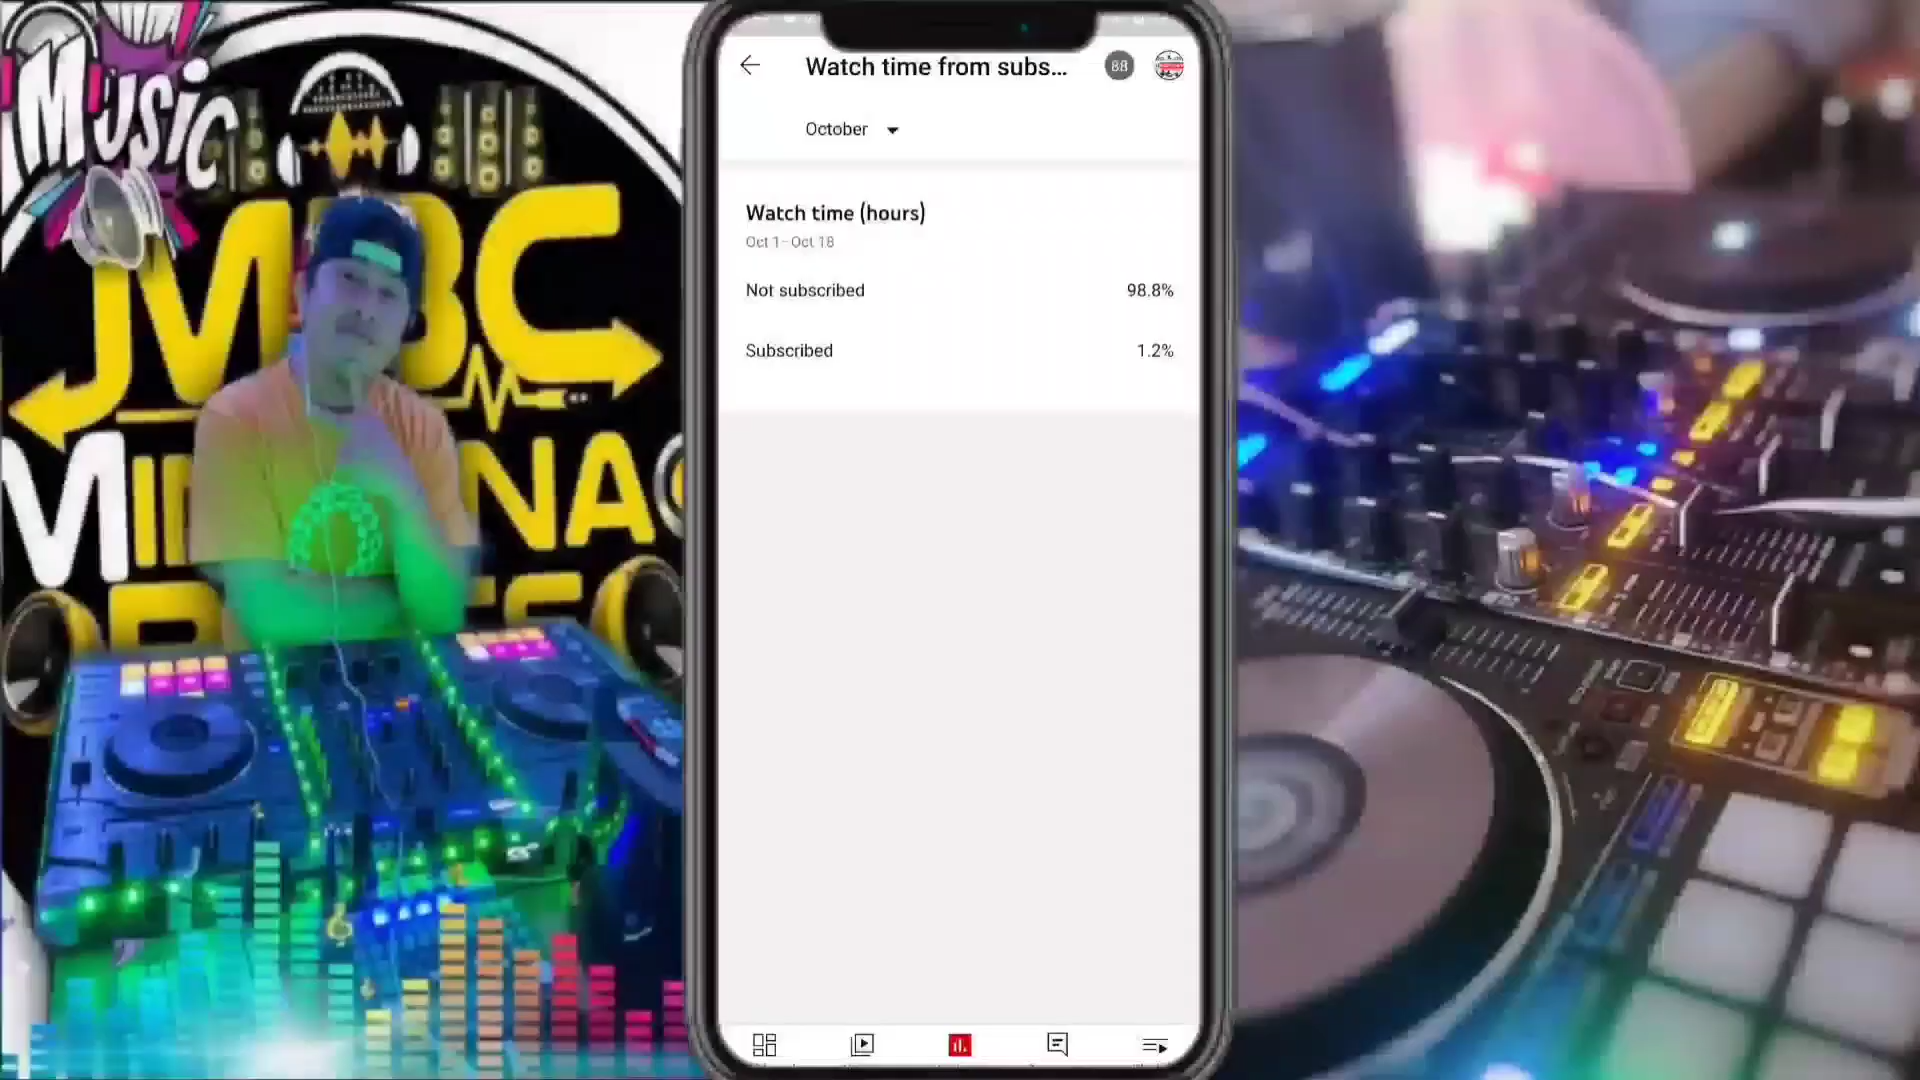 MUSIC
MBC
Watch time from subs...
88
October
Watch time (hours)
Oct 1–Oct 18
Not subscribed 98.8%
Subscribed 1.2%